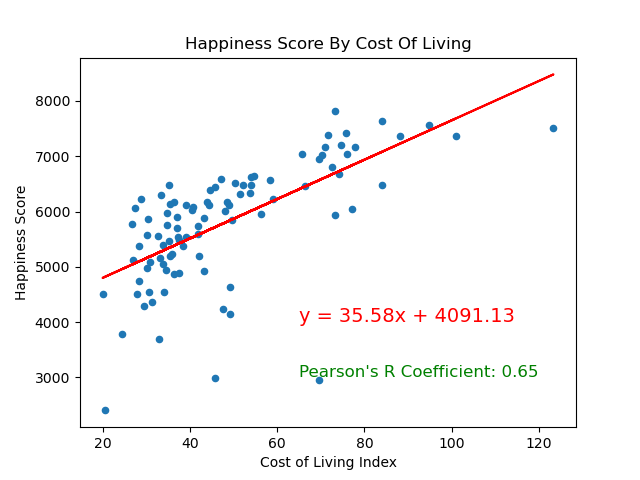 Happiness Score By Cost Of Living
8000
7000
6000
5000
4000
3000
Happiness Score
y = 35.58x + 4091.13
Pearson's R Coefficient: 0.65
20 40 60 80 100 120
Cost of Living Index